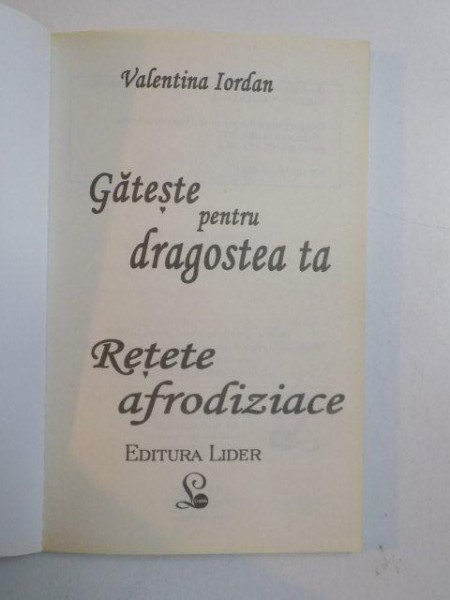 Valentina Iordan
Gătește
pentru
dragostea ta
Rețete
afrodiziace
EDITURA LIDER